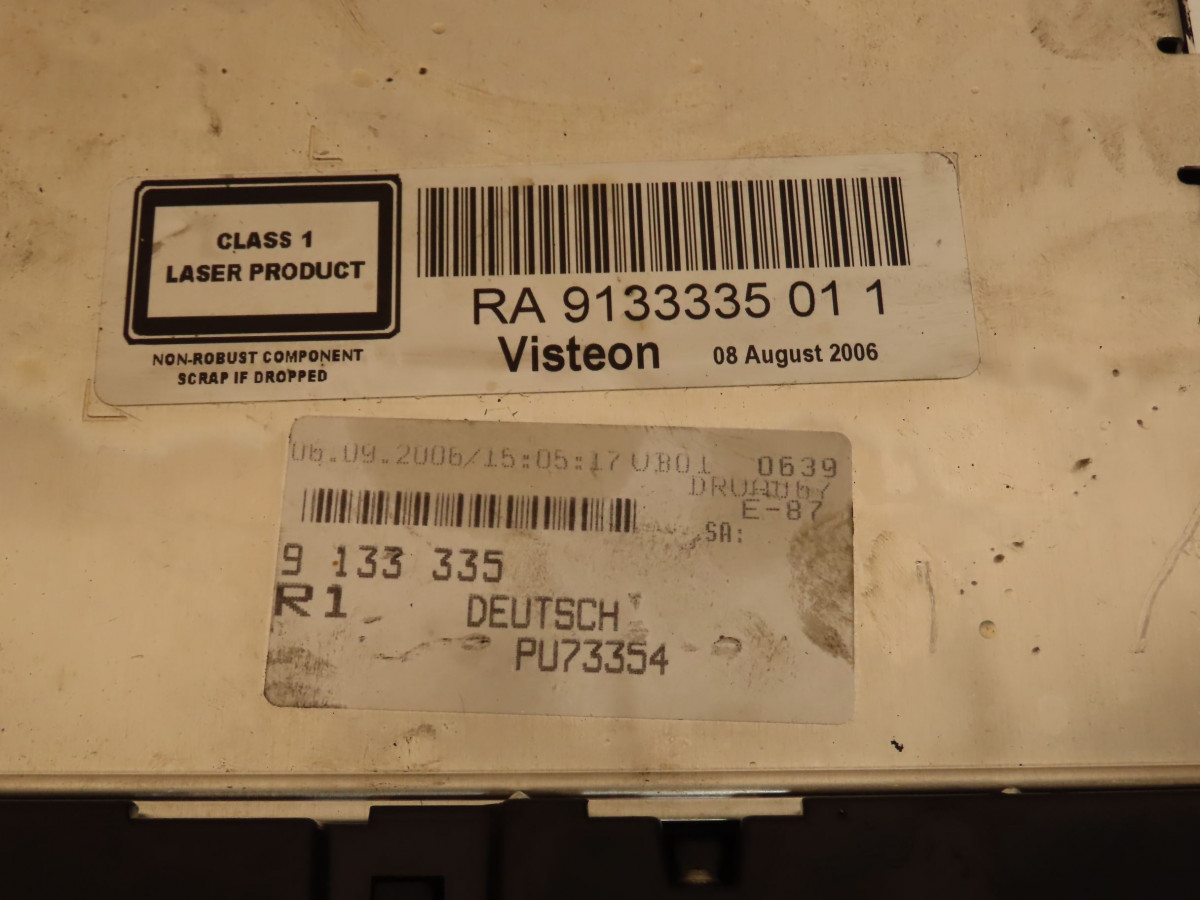 CLASS 1
LASER PRODUCT
NON-ROBUST COMPONENT
SCRAP IF DROPPED
RA 9133335 01 1
Visteon 08 August 2006
06.09.2006/15:05:17 UB01 0639
E-87
SA:
9 133 335
R1
DEUTSCH
PU73354